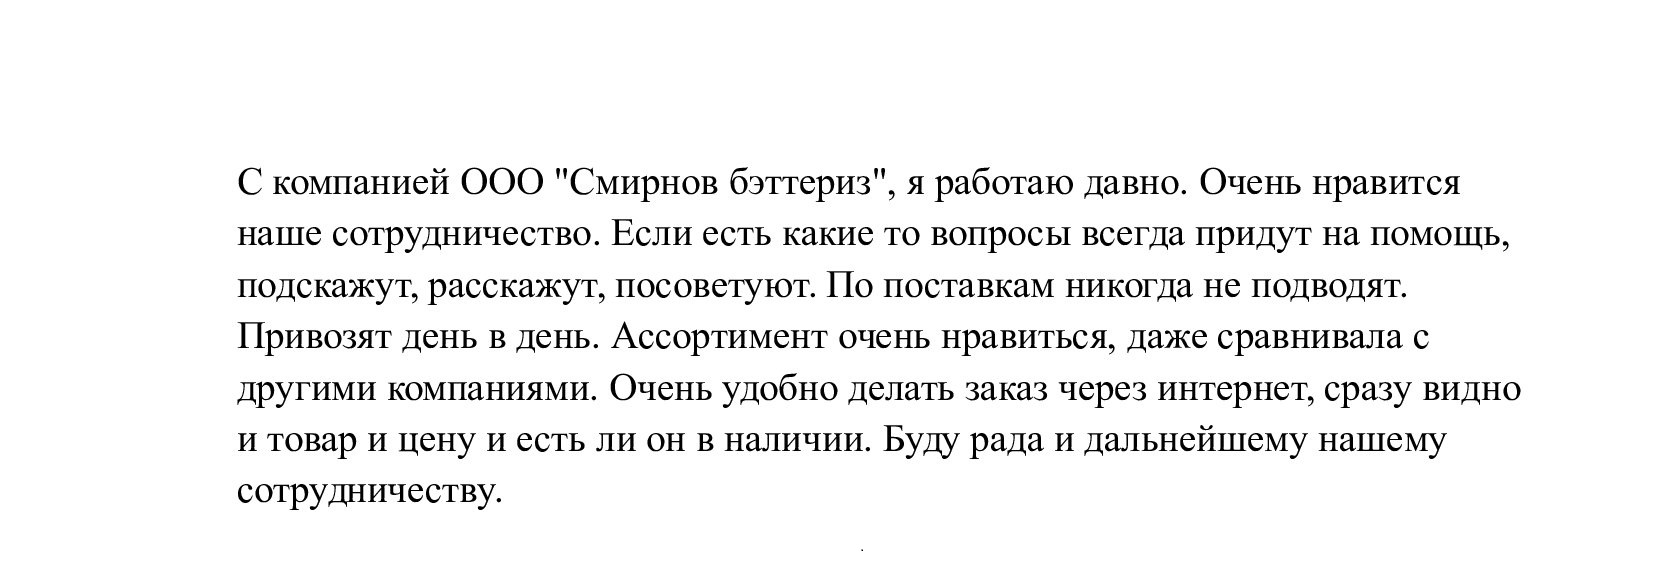 С компанией ООО "Смирнов бэттериз", я работаю давно. Очень нравится
наше сотрудничество. Если есть какие то вопросы всегда придут на помощь,
подскажут, расскажут, посоветуют. По поставкам никогда не подводят.
Привозят день в день. Ассортимент очень нравиться, даже сравнивала с
другими компаниями. Очень удобно делать заказ через интернет, сразу видно
и товар и цену и есть ли он в наличии. Буду рада и дальнейшему нашему
сотрудничеству.
.